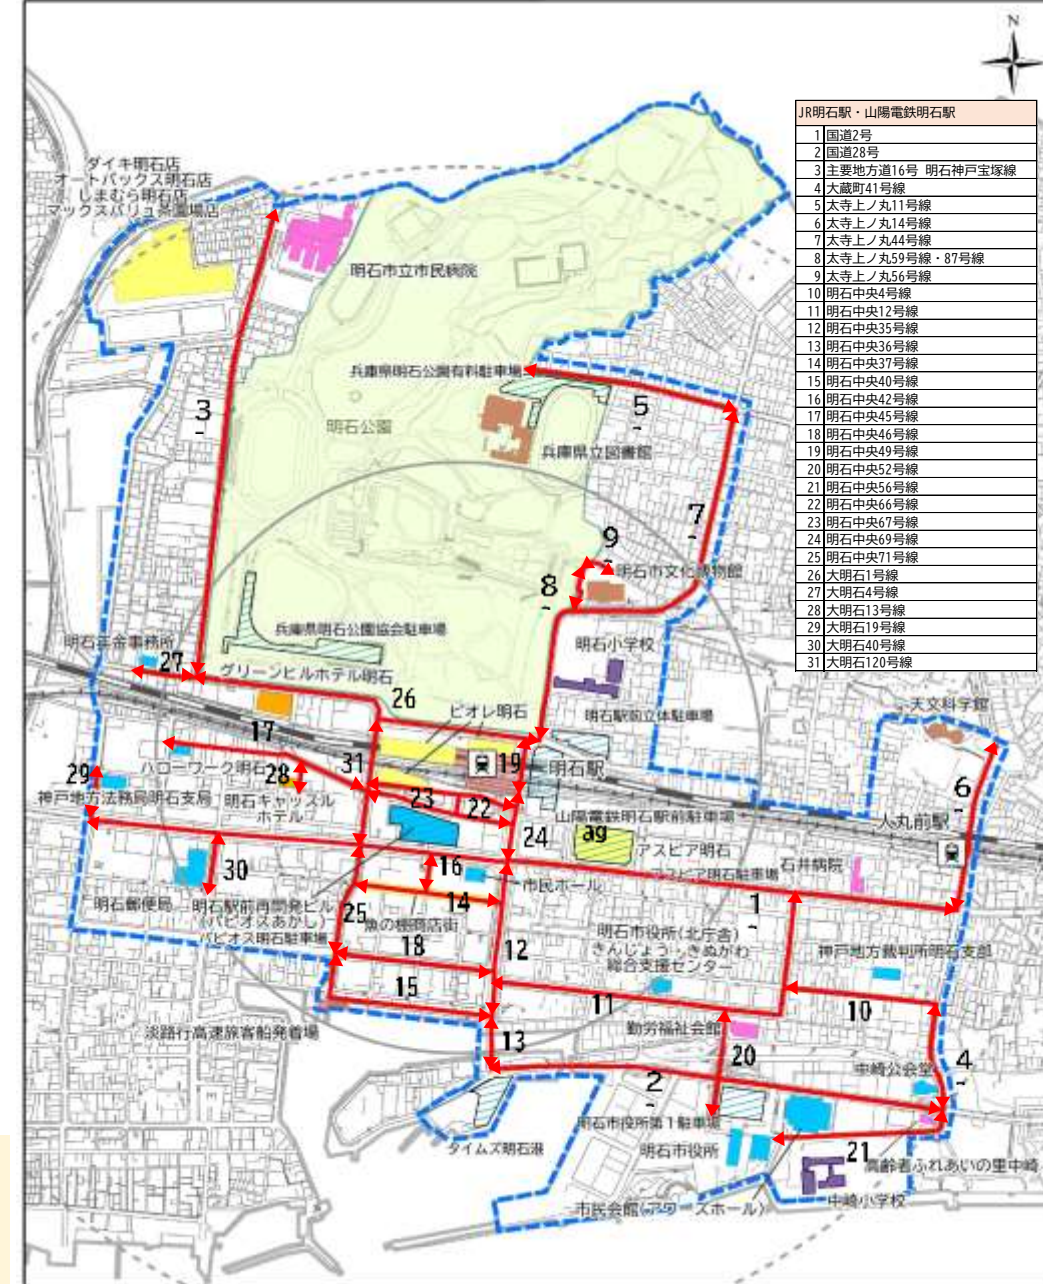 N
JR明石駅・山陽電鉄明石駅
1 国道2号
2 国道28号
3 主要地方道16号 明石神戸宝塚線
4 大蔵町41号線
5 太寺上ノ丸11号線
6 太寺上ノ丸14号線
7 太寺上ノ丸44号線
8 太寺上ノ丸59号線・87号線
9 太寺上ノ丸56号線
10 明石中央4号線
11 明石中央12号線
12 明石中央35号線
13 明石中央36号線
14 明石中央37号線
15 明石中央40号線
16 明石中央42号線
17 明石中央45号線
18 明石中央46号線
19 明石中央49号線
20 明石中央52号線
21 明石中央56号線
22 明石中央66号線
23 明石中央67号線
24 明石中央69号線
25 明石中央71号線
26 大明石1号線
27 大明石4号線
28 大明石13号線
29 大明石19号線
30 大明石40号線
31 大明石120号線
ダイキ明石店
オートバックス明石店
しまむら明石店
マックスバリュ茶園場店
明石市立市民病院
兵庫県明石公園有料駐車場
3
5
明石公園
兵庫県立図書館
7
9
明石市文化博物館
8
兵庫県明石公園協会駐車場
明石小学校
明石年金事務所
27
グリーンヒルホテル明石
26
ピオレ明石
明石駅前立体駐車場
天文科学館
17
31
19
明石駅
29
ハローワーク明石
28
6
神戸地方法務局明石支局
明石キャッスル
ホテル
23
22
山陽電鉄明石駅前駐車場
人丸前駅
24
ag
アスピア明石
30
16
石井病院
アスピア明石駐車場
市民ホール
明石郵便局
明石駅前再開発ビル
(パピオスあかし)
パピオス明石駐車場
25
14
魚の棚商店街
1
12
明石市役所(北庁舎)
きんじょう・きぬがわ
総合支援センター
神戸地方裁判所明石支部
18
15
11
10
淡路行高速旅客船発着場
勤労福祉会館
13
20
2
中崎公会堂
4
明石市役所第1駐車場
タイムズ明石港
明石市役所
21
高齢者ふれあいの里中崎
市民会館(アワーズホール)
中崎小学校